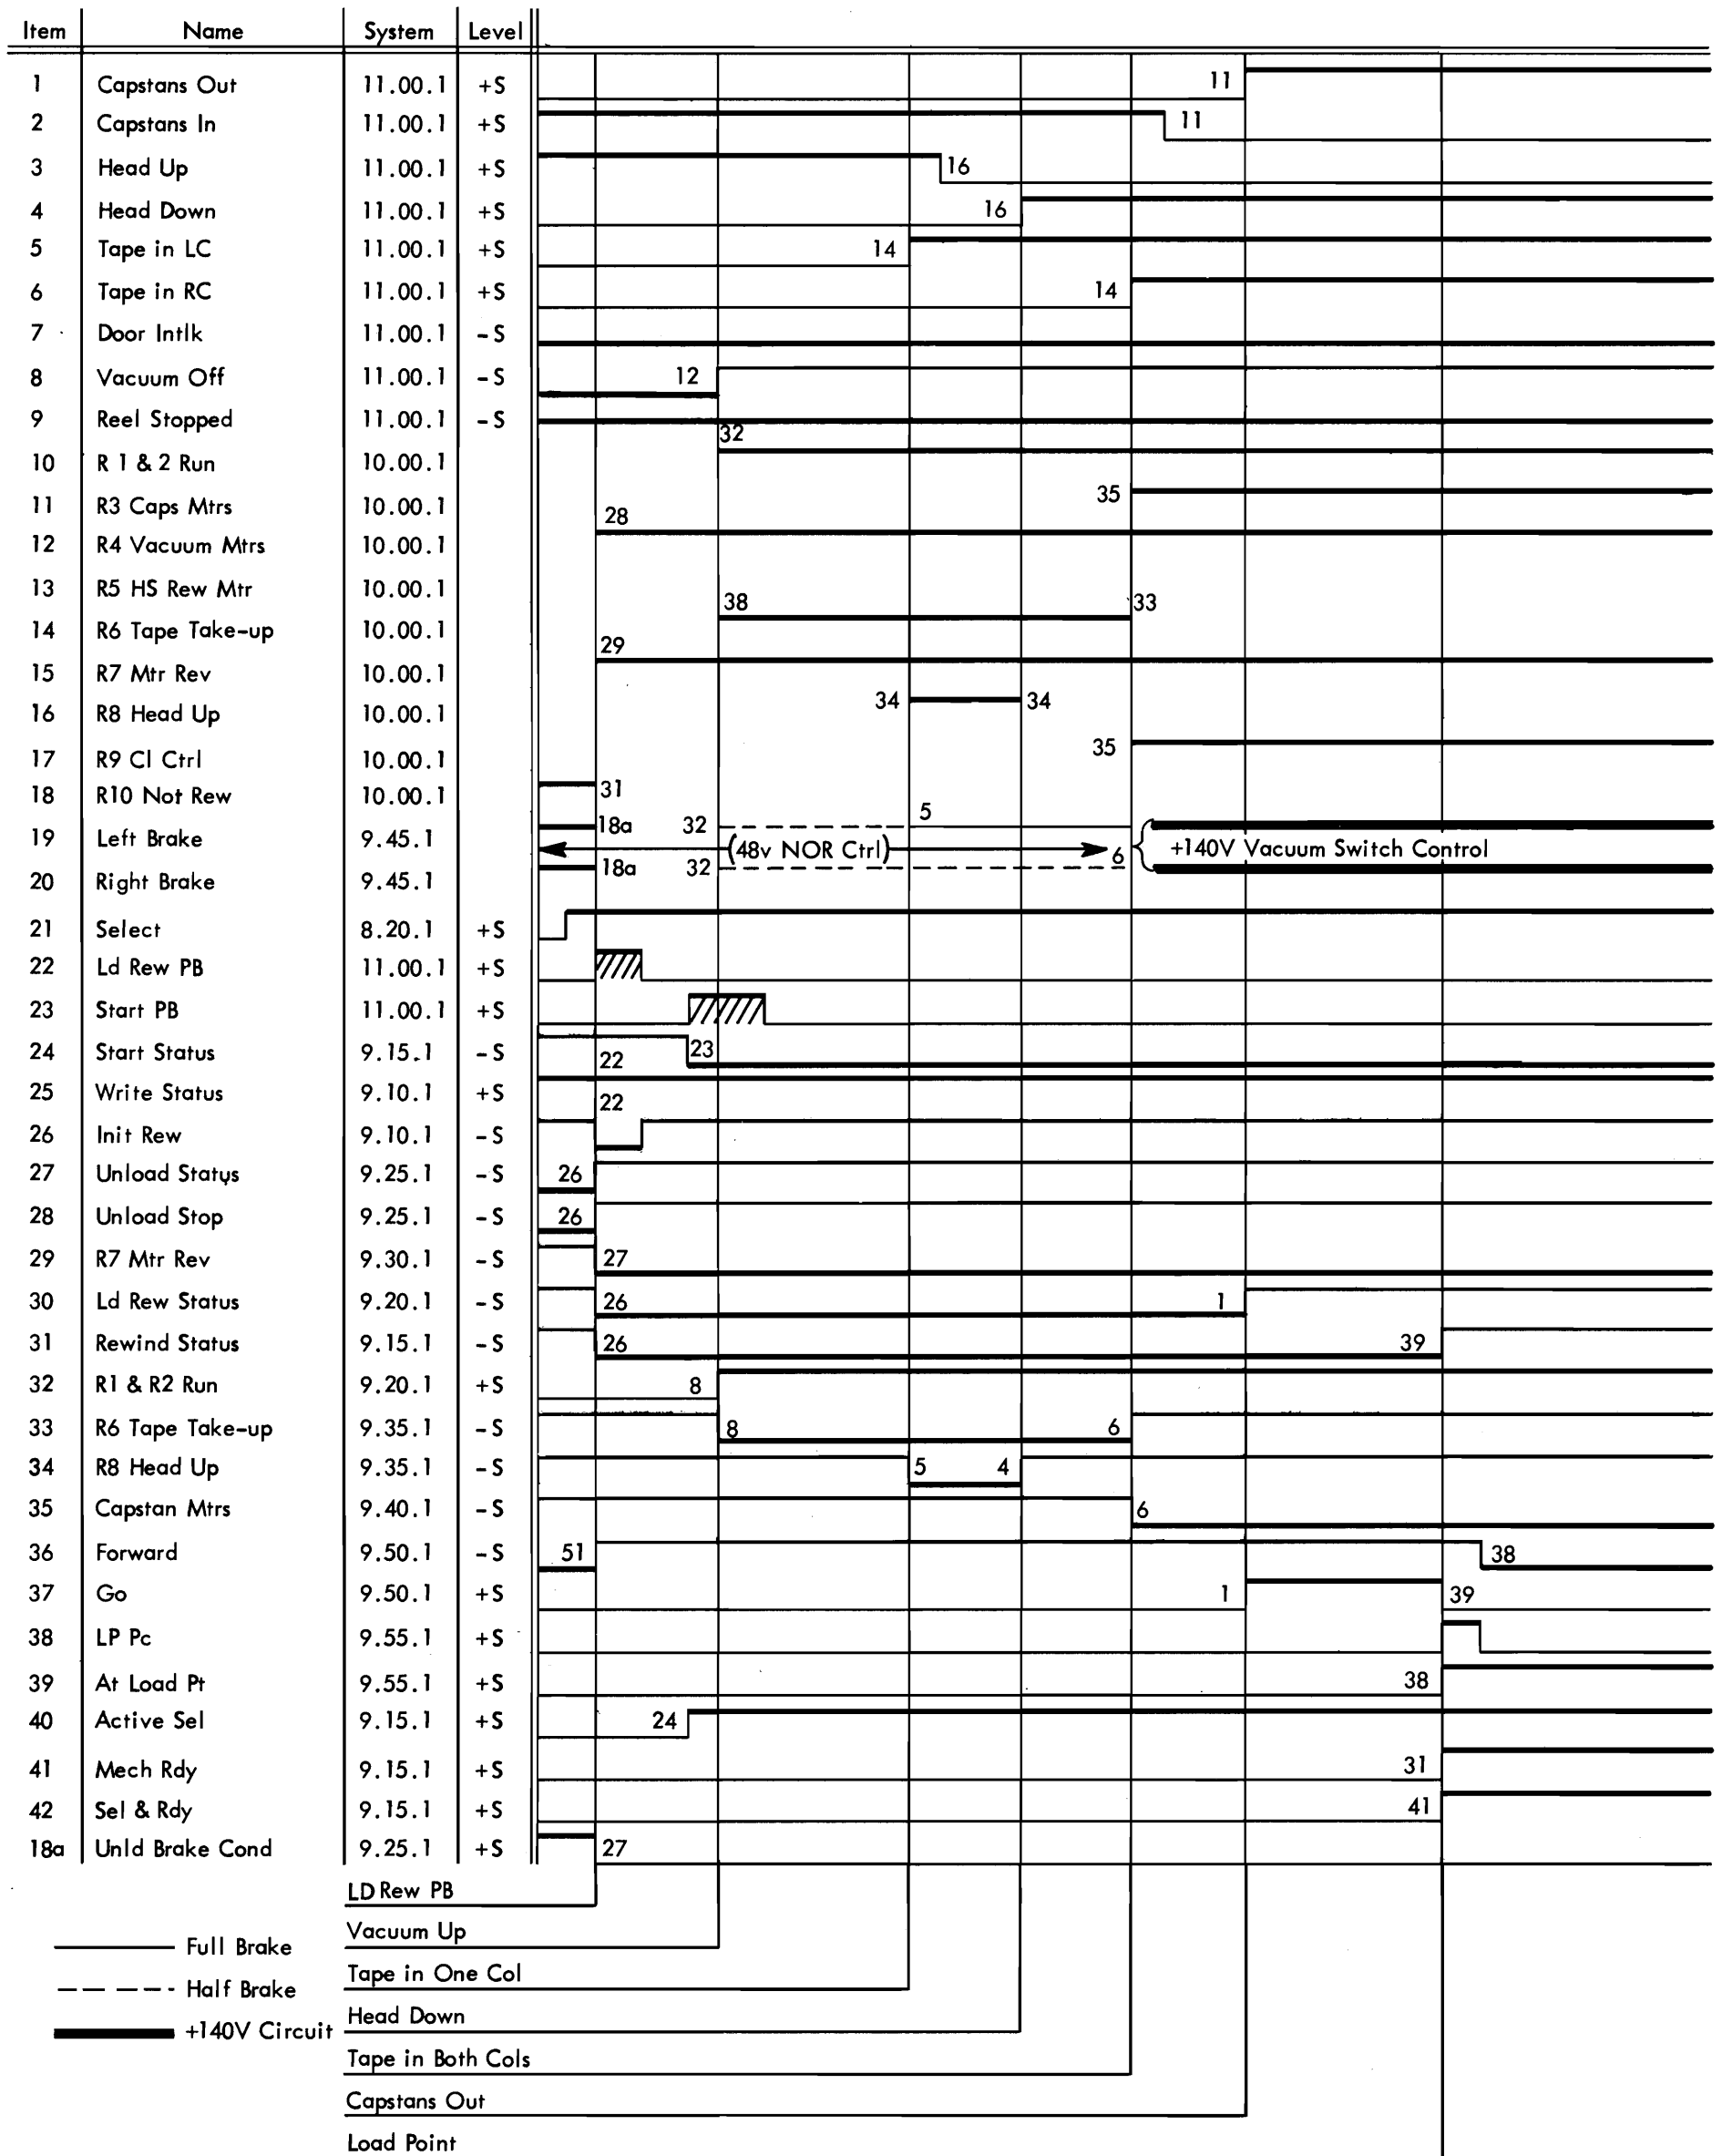 Item Name System Level
1 Capstans Out 11.00.1 +S 11
2 Capstans In 11.00.1 +S 11
3 Head Up 11.00.1 +S 16
4 Head Down 11.00.1 +S 16
5 Tape in LC 11.00.1 +S 14
6 Tape in RC 11.00.1 +S 14
7 Door Intlk 11.00.1 -S
8 Vacuum Off 11.00.1 -S 12
9 Reel Stopped 11.00.1 -S
32
10 R 1 & 2 Run 10.00.1
35
11 R3 Caps Mtrs 10.00.1
28
12 R4 Vacuum Mtrs 10.00.1
13 R5 HS Rew Mtr 10.00.1
38 33
14 R6 Tape Take-up 10.00.1
29
15 R7 Mtr Rev 10.00.1
34 34
16 R8 Head Up 10.00.1
35
17 R9 Cl Ctrl 10.00.1
18 R10 Not Rew 10.00.1 31
18a 32 5
19 Left Brake 9.45.1 (48v NOR Ctrl) 6 +140V Vacuum Switch Control
18a 32
20 Right Brake 9.45.1
21 Select 8.20.1 +S
22 Ld Rew PB 11.00.1 +S
23 Start PB 11.00.1 +S
24 Start Status 9.15.1 -S 22 23
25 Write Status 9.10.1 +S 22
26 Init Rew 9.10.1 -S
27 Unload Status 9.25.1 -S 26
28 Unload Stop 9.25.1 -S 26
29 R7 Mtr Rev 9.30.1 -S 27
30 Ld Rew Status 9.20.1 -S 26 1
31 Rewind Status 9.15.1 -S 26 39
32 R1 & R2 Run 9.20.1 +S 8
33 R6 Tape Take-up 9.35.1 -S 8 6
34 R8 Head Up 9.35.1 -S 5 4
35 Capstan Mtrs 9.40.1 -S 6
36 Forward 9.50.1 -S 51 38
37 Go 9.50.1 +S 1 39
38 LP Pc 9.55.1 +S
39 At Load Pt 9.55.1 +S 38
40 Active Sel 9.15.1 +S 24
41 Mech Rdy 9.15.1 +S 31
42 Sel & Rdy 9.15.1 +S 41
18a Unld Brake Cond 9.25.1 +S 27
LD Rew PB
Vacuum Up
Full Brake
Tape in One Col
Half Brake
Head Down
+140V Circuit
Tape in Both Cols
Capstans Out
Load Point